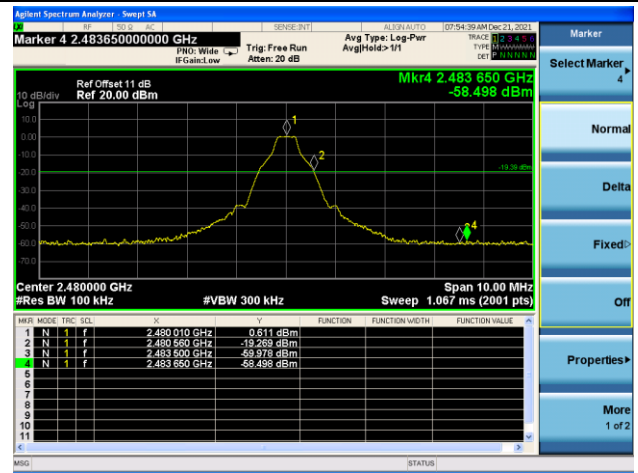 Agilent Spectrum Analyzer - Swept SA
RF 50 Ω AC SENSE:INT ALIGN AUTO 07:54:39 AM Dec 21, 2021
Marker 4 2.483650000000 GHz
PNO: Wide
IFGain:Low
Trig: Free Run
Atten: 20 dB
Avg Type: Log-Pwr
Avg|Hold:>1/1
TRACE 1 2 3 4 5 6
TYPE
DET P N N N N N
Ref Offset 11 dB
10 dB/div Ref 20.00 dBm
Log
Mkr4 2.483 650 GHz
-58.498 dBm
10.0
0.00
-10.0
-20.0
-30.0
-40.0
-50.0
-60.0
-70.0
1
2
4
-19.39 dBm
Center 2.480000 GHz Span 10.00 MHz
#Res BW 100 kHz #VBW 300 kHz Sweep 1.067 ms (2001 pts)
MKR MODE TRC SCL X Y FUNCTION FUNCTION WIDTH FUNCTION VALUE
1 N 1 f 2.480 010 GHz 0.611 dBm
2 N 1 f 2.480 560 GHz -19.269 dBm
3 N 1 f 2.483 500 GHz -59.978 dBm
4 N 1 f 2.483 650 GHz -58.498 dBm
5
6
7
8
9
10
11
MSG STATUS
Marker
Select Marker
4
Normal
Delta
Fixed
Off
Properties
More
1 of 2